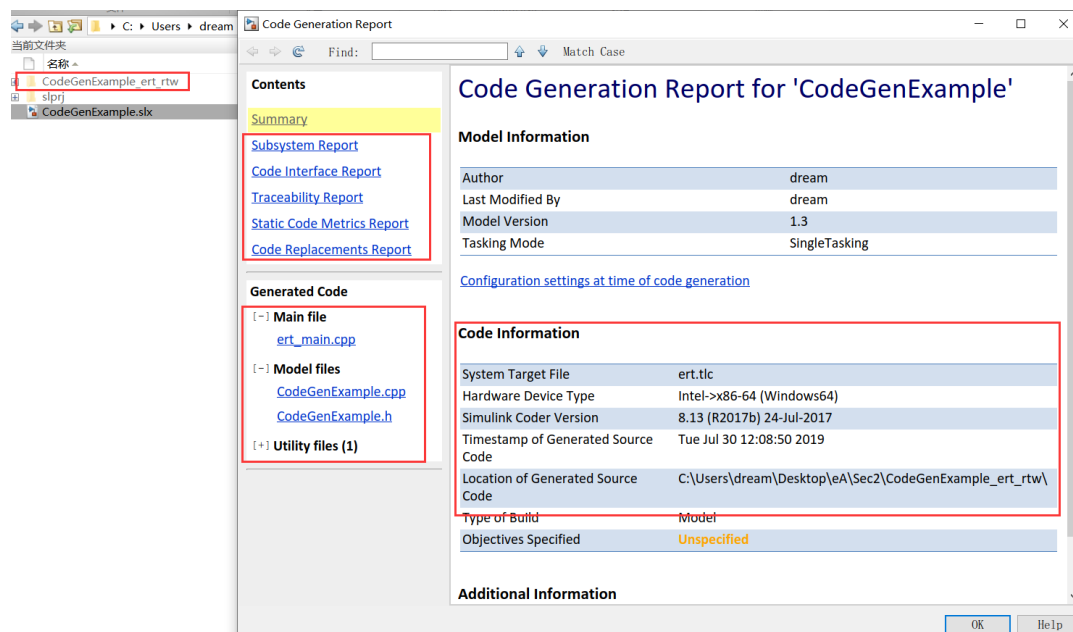 C: Users dream
当前文件夹
名称
CodeGenExample_ert_rtw
slprj
CodeGenExample.slx
Code Generation Report
Find:
Match Case
Contents
Summary
Subsystem Report
Code Interface Report
Traceability Report
Static Code Metrics Report
Code Replacements Report
Generated Code
[-] Main file
ert_main.cpp
[-] Model files
CodeGenExample.cpp
CodeGenExample.h
[+] Utility files (1)
Code Generation Report for 'CodeGenExample'
Model Information
Author dream
Last Modified By dream
Model Version 1.3
Tasking Mode SingleTasking
Configuration settings at time of code generation
Code Information
System Target File ert.tlc
Hardware Device Type Intel->x86-64 (Windows64)
Simulink Coder Version 8.13 (R2017b) 24-Jul-2017
Timestamp of Generated Source Tue Jul 30 12:08:50 2019
Code
Location of Generated Source C:\Users\dream\Desktop\eA\Sec2\CodeGenExample_ert_rtw\
Code
Type of Build Model
Objectives Specified Unspecified
Additional Information
OK Help